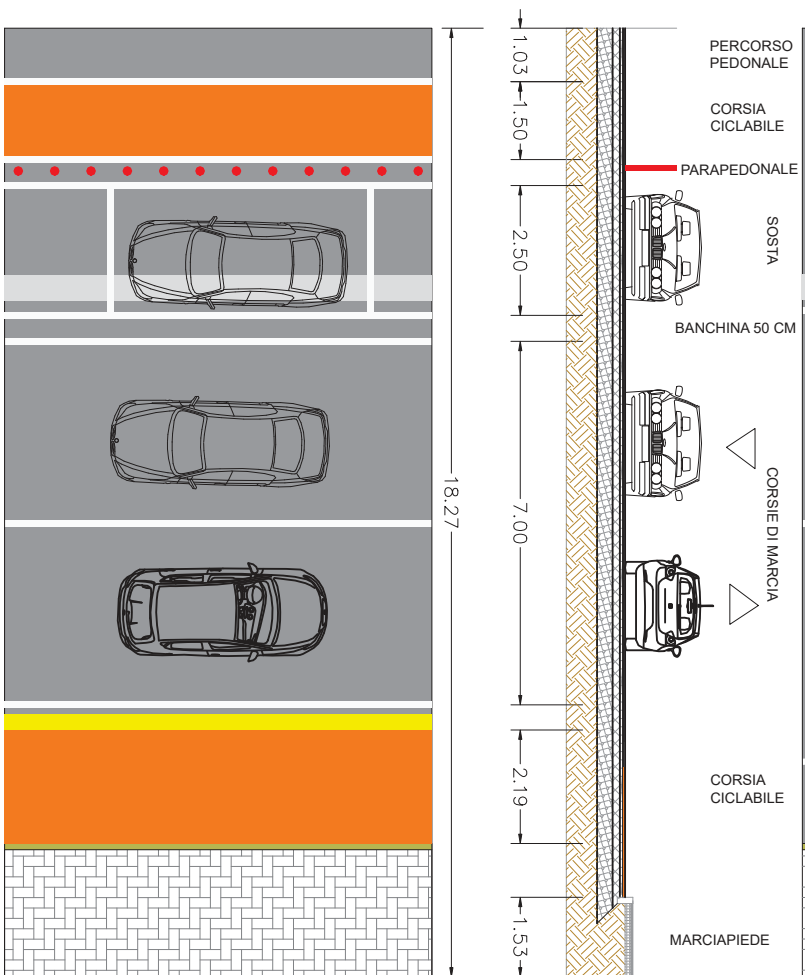 1.03
PERCORSO
PEDONALE
1.50
CORSIA
CICLABILE
PARAPEDONALE
2.50
SOSTA
BANCHINA 50 CM
18.27
7.00
CORSIE DI MARCIA
2.19
CORSIA
CICLABILE
1.53
MARCIAPIEDE